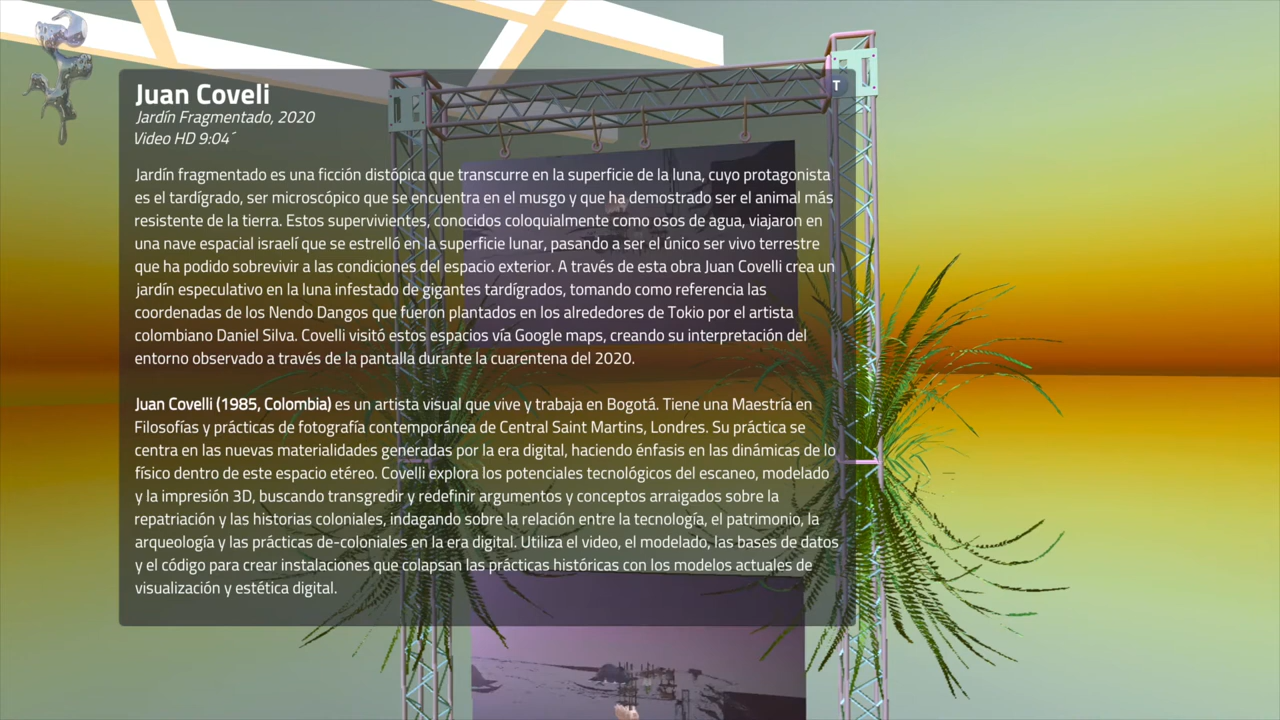 Juan Coveli
Jardín Fragmentado, 2020
Video HD 9:04´
T
Jardín fragmentado es una ficción distópica que transcurre en la superficie de la luna, cuyo protagonista
es el tardígrado, ser microscópico que se encuentra en el musgo y que ha demostrado ser el animal más
resistente de la tierra. Estos supervivientes, conocidos coloquialmente como osos de agua, viajaron en
una nave espacial israelí que se estrelló en la superficie lunar, pasando a ser el único ser vivo terrestre
que ha podido sobrevivir a las condiciones del espacio exterior. A través de esta obra Juan Covelli crea un
jardín especulativo en la luna infestado de gigantes tardígrados, tomando como referencia las
coordenadas de los Nendo Dangos que fueron plantados en los alrededores de Tokio por el artista
colombiano Daniel Silva. Covelli visitó estos espacios vía Google maps, creando su interpretación del
entorno observado a través de la pantalla durante la cuarentena del 2020.
Juan Covelli (1985, Colombia) es un artista visual que vive y trabaja en Bogotá. Tiene una Maestría en
Filosofías y prácticas de fotografía contemporánea de Central Saint Martins, Londres. Su práctica se
centra en las nuevas materialidades generadas por la era digital, haciendo énfasis en las dinámicas de lo
físico dentro de este espacio etéreo. Covelli explora los potenciales tecnológicos del escaneo, modelado
y la impresión 3D, buscando transgredir y redefinir argumentos y conceptos arraigados sobre la
repatriación y las historias coloniales, indagando sobre la relación entre la tecnología, el patrimonio, la
arqueología y las prácticas de-coloniales en la era digital. Utiliza el video, el modelado, las bases de datos
y el código para crear instalaciones que colapsan las prácticas históricas con los modelos actuales de
visualización y estética digital.